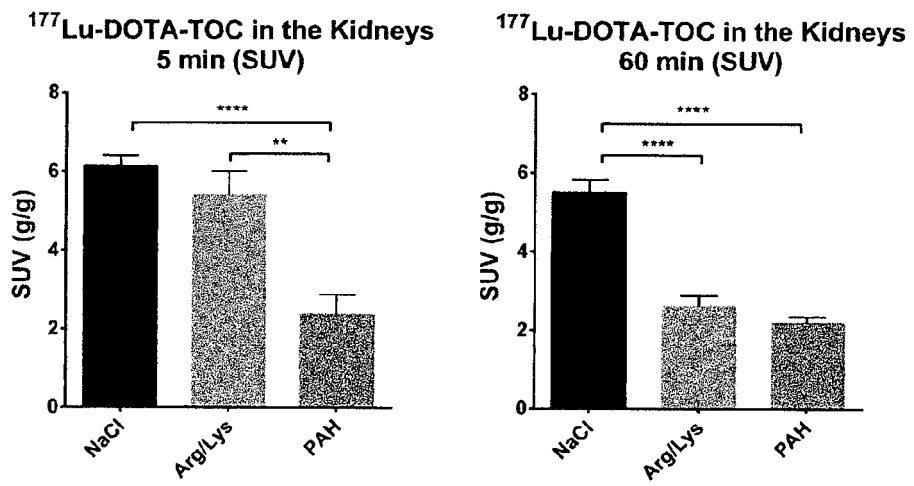 ¹⁷⁷Lu-DOTA-TOC in the Kidneys
5 min (SUV)
8
6
4
2
0
SUV (g/g)
****
**
NaCl
Arg/Lys
PAH
¹⁷⁷Lu-DOTA-TOC in the Kidneys
60 min (SUV)
8
6
4
2
0
SUV (g/g)
****
****
NaCl
Arg/Lys
PAH